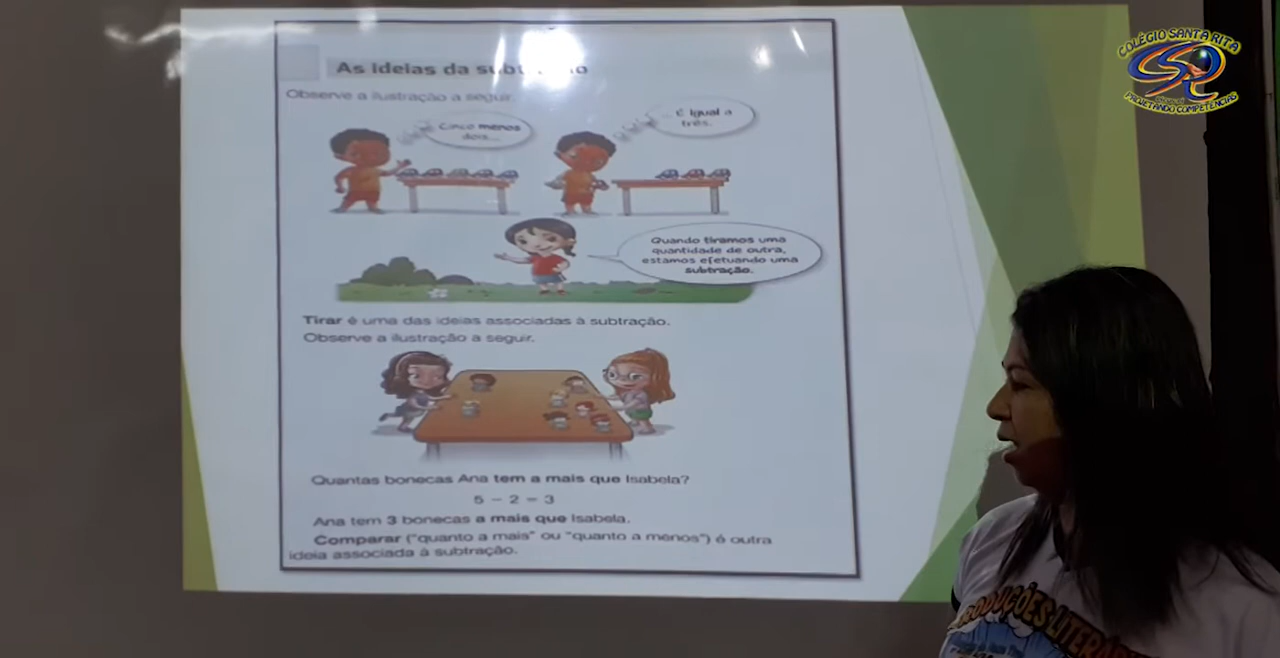 COLÉGIO SANTA RITA
PROJETANDO COMPETÊNCIAS
As ideias da
Observe a ilustração a seguir.
Cinco menos
dois...
É igual a
três.
Quando tiramos uma
quantidade de outra,
estamos efetuando uma
subtração.
Tirar é uma das ideias associadas à subtração.
Observe a ilustração a seguir.
Quantas bonecas Ana tem a mais que Isabela?
5 - 2 = 3
Ana tem 3 bonecas a mais que Isabela.
Comparar ("quanto a mais" ou "quanto a menos") é outra
ideia associada à subtração.